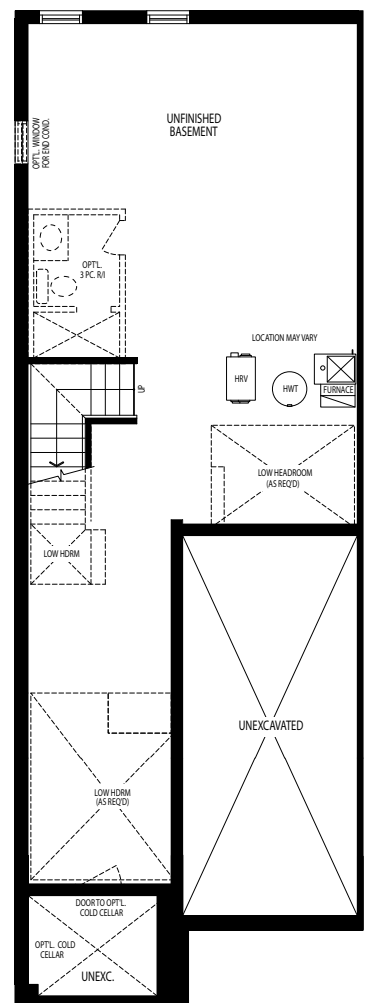 UNFINISHED
BASEMENT
OPT'L. WINDOW
FOR END COND.
OPT'L.
3 PC. R/I
LOCATION MAY VARY
HRV
HWT
FURNACE
UP
LOW HEADROOM
(AS REQ'D)
LOW HDRM
UNEXCAVATED
LOW HDRM
(AS REQ'D)
DOOR TO OPT'L.
COLD CELLAR
OPT'L. COLD
CELLAR
UNEXC.